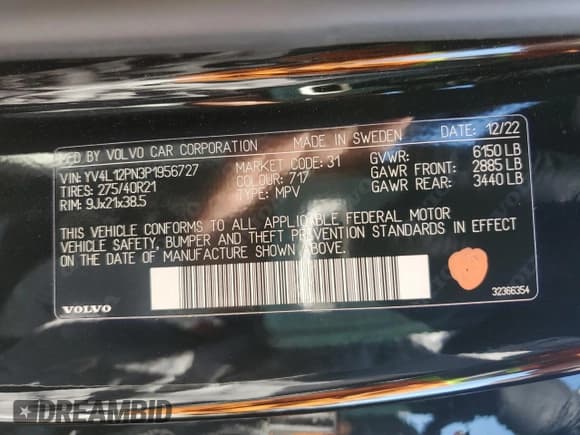 BY VOLVO CAR CORPORATION MADE IN SWEDEN DATE: 12/22
VIN: YV4L12PN3P1956727 MARKET CODE: 31 GVWR: 6150 LB
TIRES: 275/40R21 COLOUR: 717 GAWR FRONT: 2885 LB
RIM: 9Jx21x38.5 TYPE: MPV GAWR REAR: 3440 LB
THIS VEHICLE CONFORMS TO ALL APPLICABLE FEDERAL MOTOR
VEHICLE SAFETY, BUMPER AND THEFT PREVENTION STANDARDS IN EFFECT
ON THE DATE OF MANUFACTURE SHOWN ABOVE.
VOLVO
32366354
DREAMBID